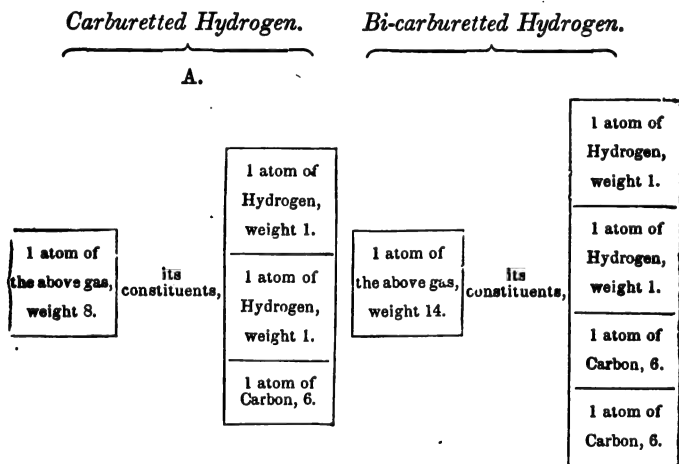 Carburetted Hydrogen.
A.
1 atom of
the above gas,
weight 8.
its
constituents,
1 atom of
Hydrogen,
weight 1.
1 atom of
Hydrogen,
weight 1.
1 atom of
Carbon, 6.
Bi-carburetted Hydrogen.
1 atom of
the above gas,
weight 14.
its
constituents,
1 atom of
Hydrogen,
weight 1.
1 atom of
Hydrogen,
weight 1.
1 atom of
Carbon, 6.
1 atom of
Carbon, 6.